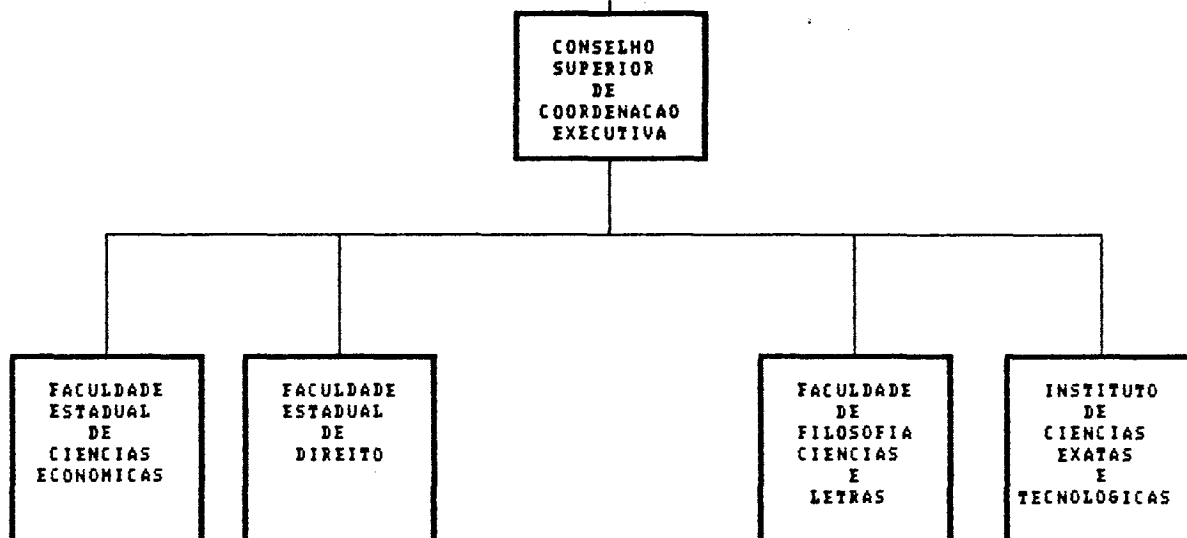 CONSELHO
SUPERIOR
DE
COORDENACAO
EXECUTIVA
FACULDADE
ESTADUAL
DE
CIENCIAS
ECONOMICAS
FACULDADE
ESTADUAL
DE
DIREITO
FACULDADE
DE
FILOSOFIA
CIENCIAS
E
LETRAS
INSTITUTO
DE
CIENCIAS
EXATAS
E
TECNOLOGICAS